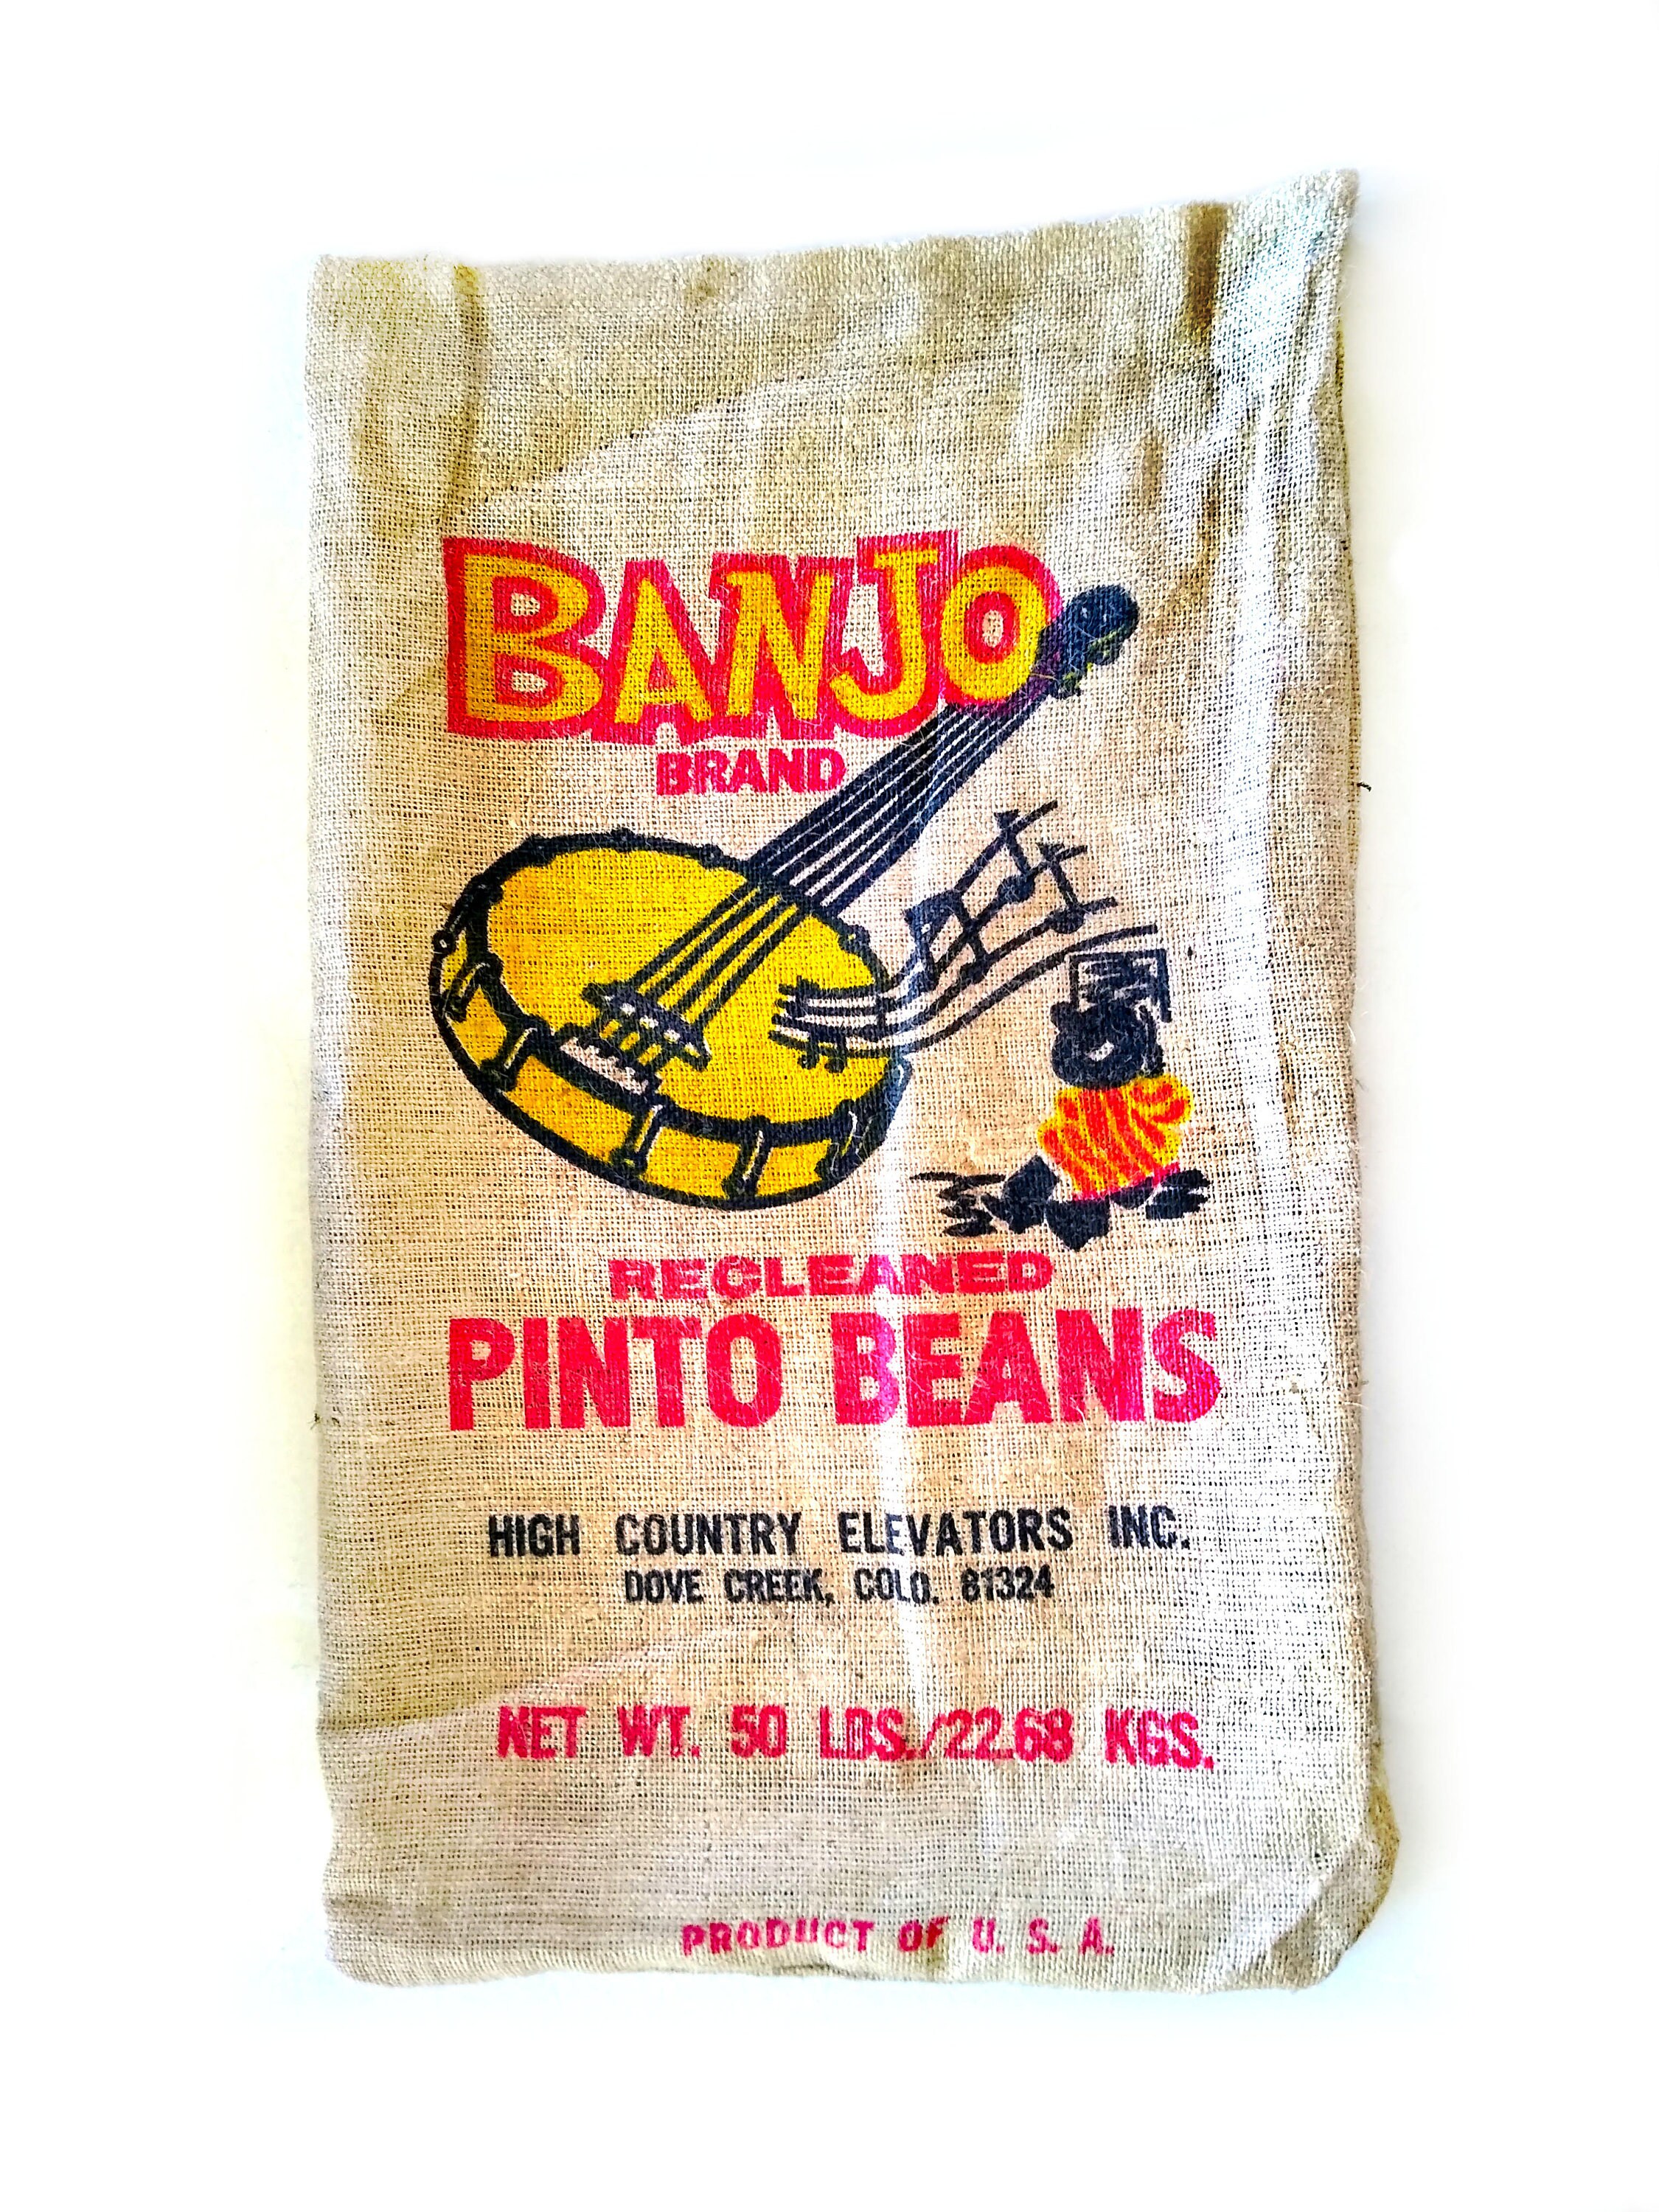 BANJO
BRAND
RECLEANED
PINTO BEANS
HIGH COUNTRY ELEVATORS INC.
DOVE CREEK, COLO. 81324
NET WT. 50 LBS./22.68 KGS.
PRODUCT OF U. S. A.